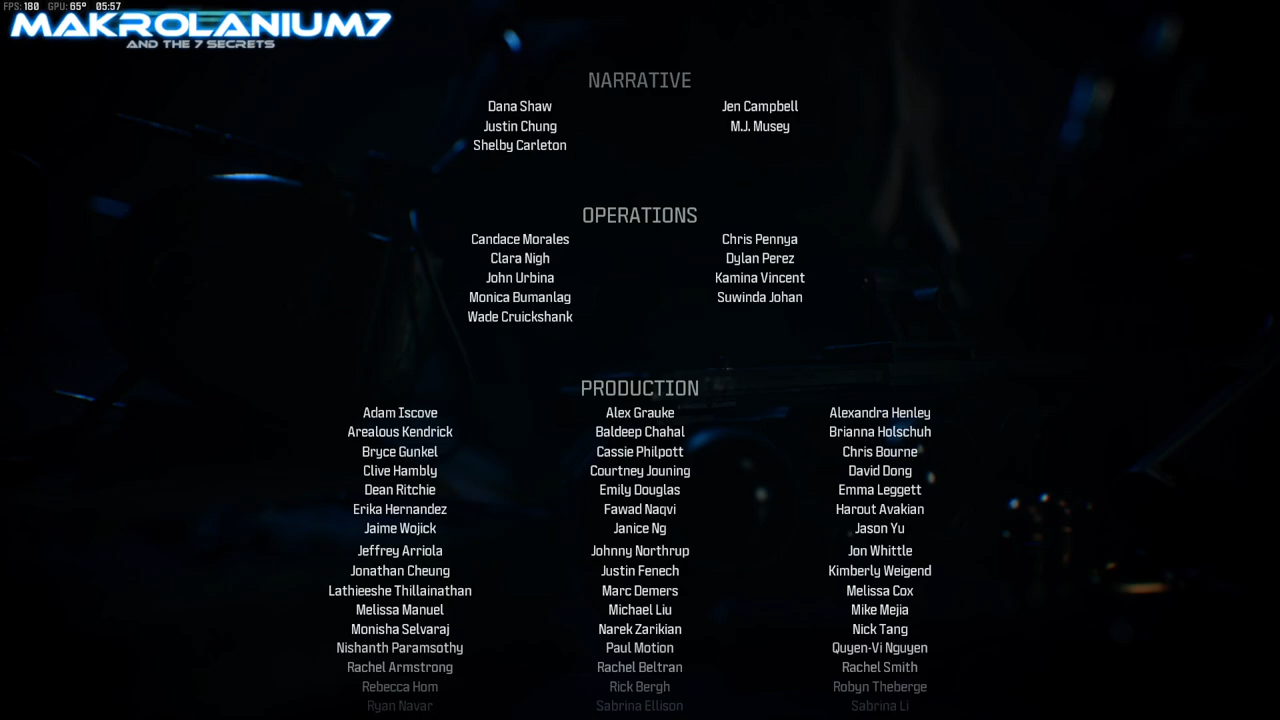 FPS: 180 GPU: 65° 05:57
MAKROLANIUM7
AND THE 7 SECRETS
NARRATIVE
Dana Shaw Jen Campbell
Justin Chung M.J. Musey
Shelby Carleton
OPERATIONS
Candace Morales Chris Pennya
Clara Nigh Dylan Perez
John Urbina Kamina Vincent
Monica Bumanlag Suwinda Johan
Wade Cruickshank
PRODUCTION
Adam Iscove Alex Grauke Alexandra Henley
Arealous Kendrick Baldeep Chahal Brianna Holschuh
Bryce Gunkel Cassie Philpott Chris Bourne
Clive Hambly Courtney Jouning David Dong
Dean Ritchie Emily Douglas Emma Leggett
Erika Hernandez Fawad Naqvi Harout Avakian
Jaime Wojick Janice Ng Jason Yu
Jeffrey Arriola Johnny Northrup Jon Whittle
Jonathan Cheung Justin Fenech Kimberly Weigend
Lathieeshe Thillainathan Marc Demers Melissa Cox
Melissa Manuel Michael Liu Mike Mejia
Monisha Selvaraj Narek Zarikian Nick Tang
Nishanth Paramsothy Paul Motion Quyen-Vi Nguyen
Rachel Armstrong Rachel Beltran Rachel Smith
Rebecca Hom Rick Bergh Robyn Theberge
Ryan Navar Sabrina Ellison Sabrina Li